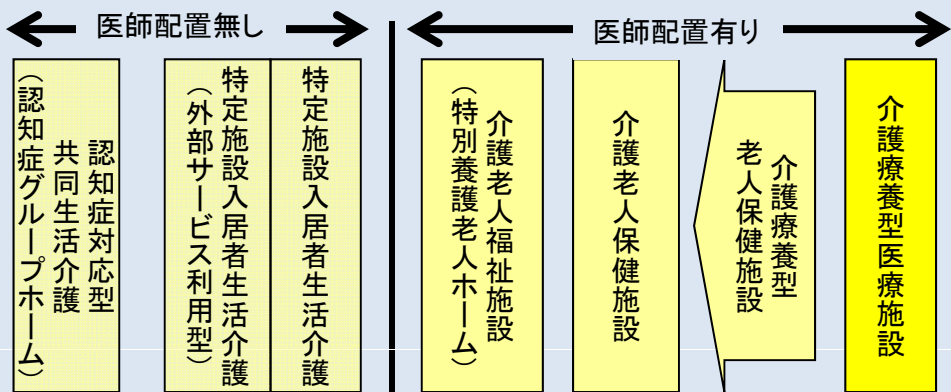 医師配置無し
医師配置有り
認知症対応型
共同生活介護
（認知症グループホーム）
特定施設入居者生活介護
（外部サービス利用型）
特定施設入居者生活介護
介護老人福祉施設
（特別養護老人ホーム）
介護老人保健施設
介護療養型
老人保健施設
介護療養型医療施設